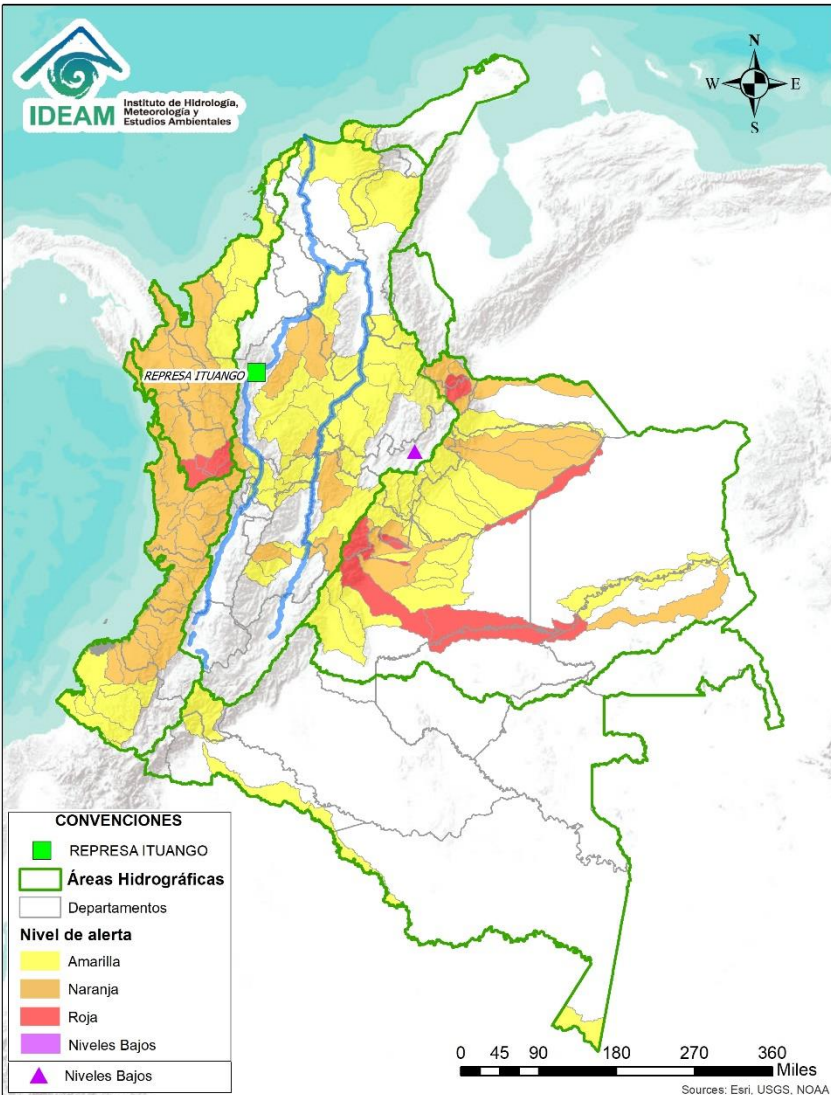 IDEAM
Instituto de Hidrología,
Meteorología y
Estudios Ambientales
N
W E
S
REPRESA ITUANGO
CONVENCIONES
REPRESA ITUANGO
Áreas Hidrográficas
Departamentos
Nivel de alerta
Amarilla
Naranja
Roja
Niveles Bajos
Niveles Bajos
0 45 90 180 270 360
Miles
Sources: Esri, USGS, NOAA